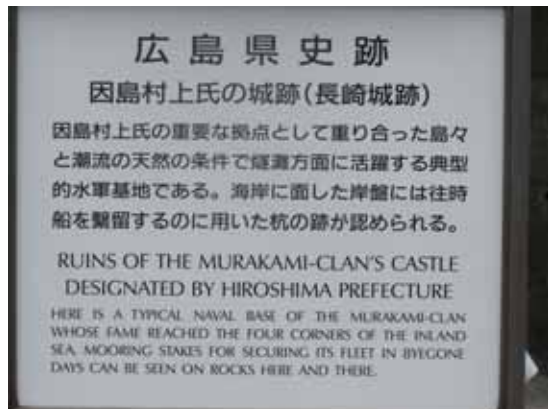 広島県史跡
因島村上氏の城跡(長崎城跡)
因島村上氏の重要な拠点として重り合った島々
と潮流の天然の条件で燧灘方面に活躍する典型
的水軍基地である。海岸に面した岸盤には往時
船を繋留するのに用いた杭の跡が認められる。
RUINS OF THE MURAKAMI-CLAN'S CASTLE
DESIGNATED BY HIROSHIMA PREFECTURE
HERE IS A TYPICAL NAVAL BASE OF THE MURAKAMI-CLAN
WHOSE FAME REACHED THE FOUR CORNERS OF THE INLAND
SEA. MOORING STAKES FOR SECURING ITS FLEET IN BYEGONE
DAYS CAN BE SEEN ON ROCKS HERE AND THERE.